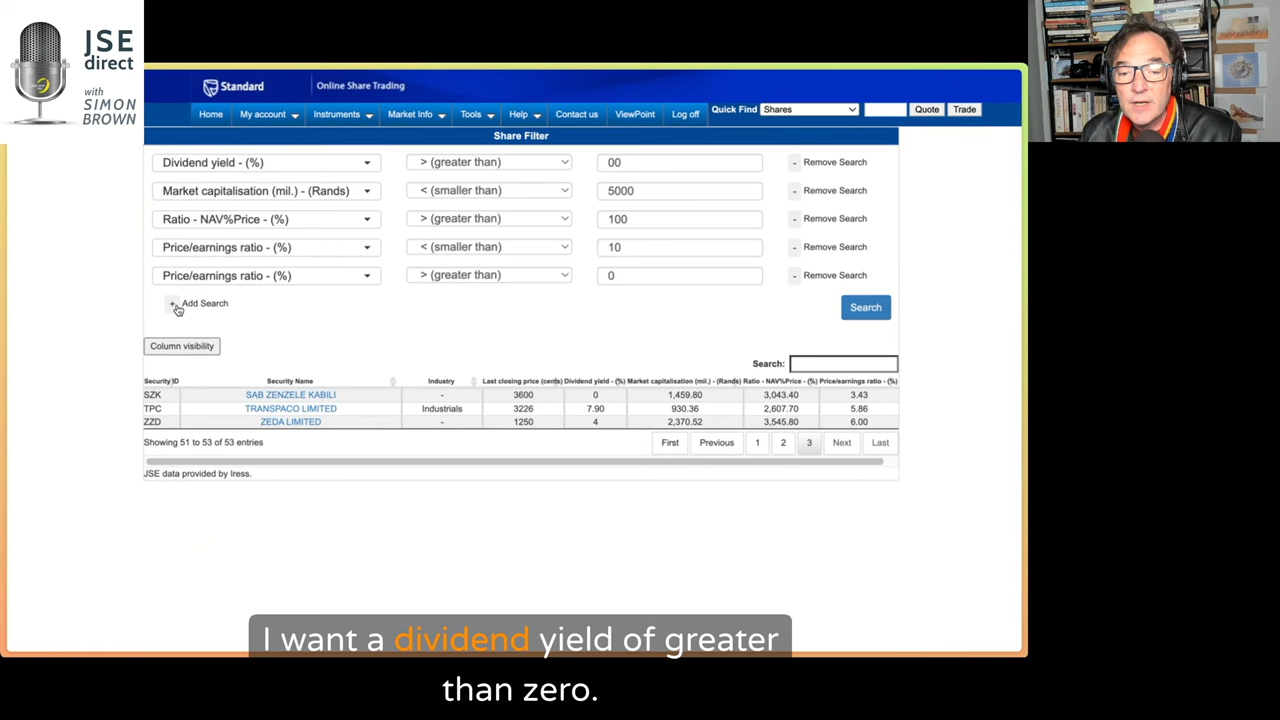 JSE
direct
with
SIMON
BROWN
Standard
Online Share Trading
Home
My account
Instruments
Market Info
Tools
Help
Contact us
ViewPoint
Log off
Quick Find
Shares
Quote
Trade
Share Filter
Dividend yield - (%) > (greater than) 00 - Remove Search
Market capitalisation (mil.) - (Rands) < (smaller than) 5000 - Remove Search
Ratio - NAV%Price - (%) > (greater than) 100 - Remove Search
Price/earnings ratio - (%) < (smaller than) 10 - Remove Search
Price/earnings ratio - (%) > (greater than) 0 - Remove Search
+ Add Search
Search
Column visibility
Search:
Security ID Security Name Industry Last closing price (cents) Dividend yield - (%) Market capitalisation (mil.) - (Rands) Ratio - NAV%Price - (%) Price/earnings ratio - (%)
SZK SAB ZENZELE KABILI - 3600 0 1,459.80 3,043.40 3.43
TPC TRANSPACO LIMITED Industrials 3226 7.90 930.36 2,607.70 5.86
ZZD ZEDA LIMITED - 1250 4 2,370.52 3,545.80 6.00
Showing 51 to 53 of 53 entries
First Previous 1 2 3 Next Last
JSE data provided by Iress.
I want a dividend yield of greater
than zero.